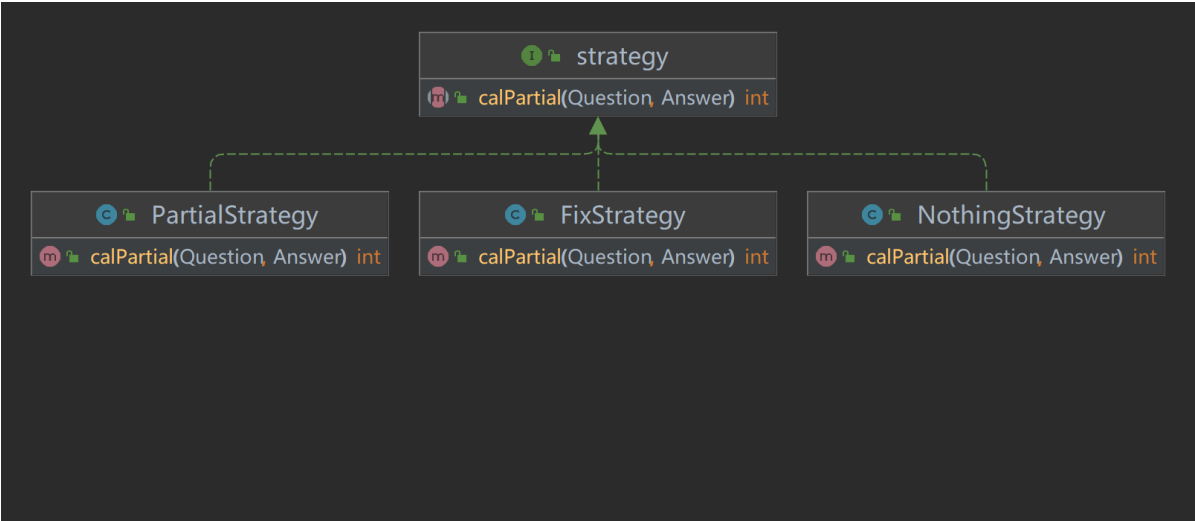 strategy
calPartial(Question, Answer) int
PartialStrategy
calPartial(Question, Answer) int
FixStrategy
calPartial(Question, Answer) int
NothingStrategy
calPartial(Question, Answer) int